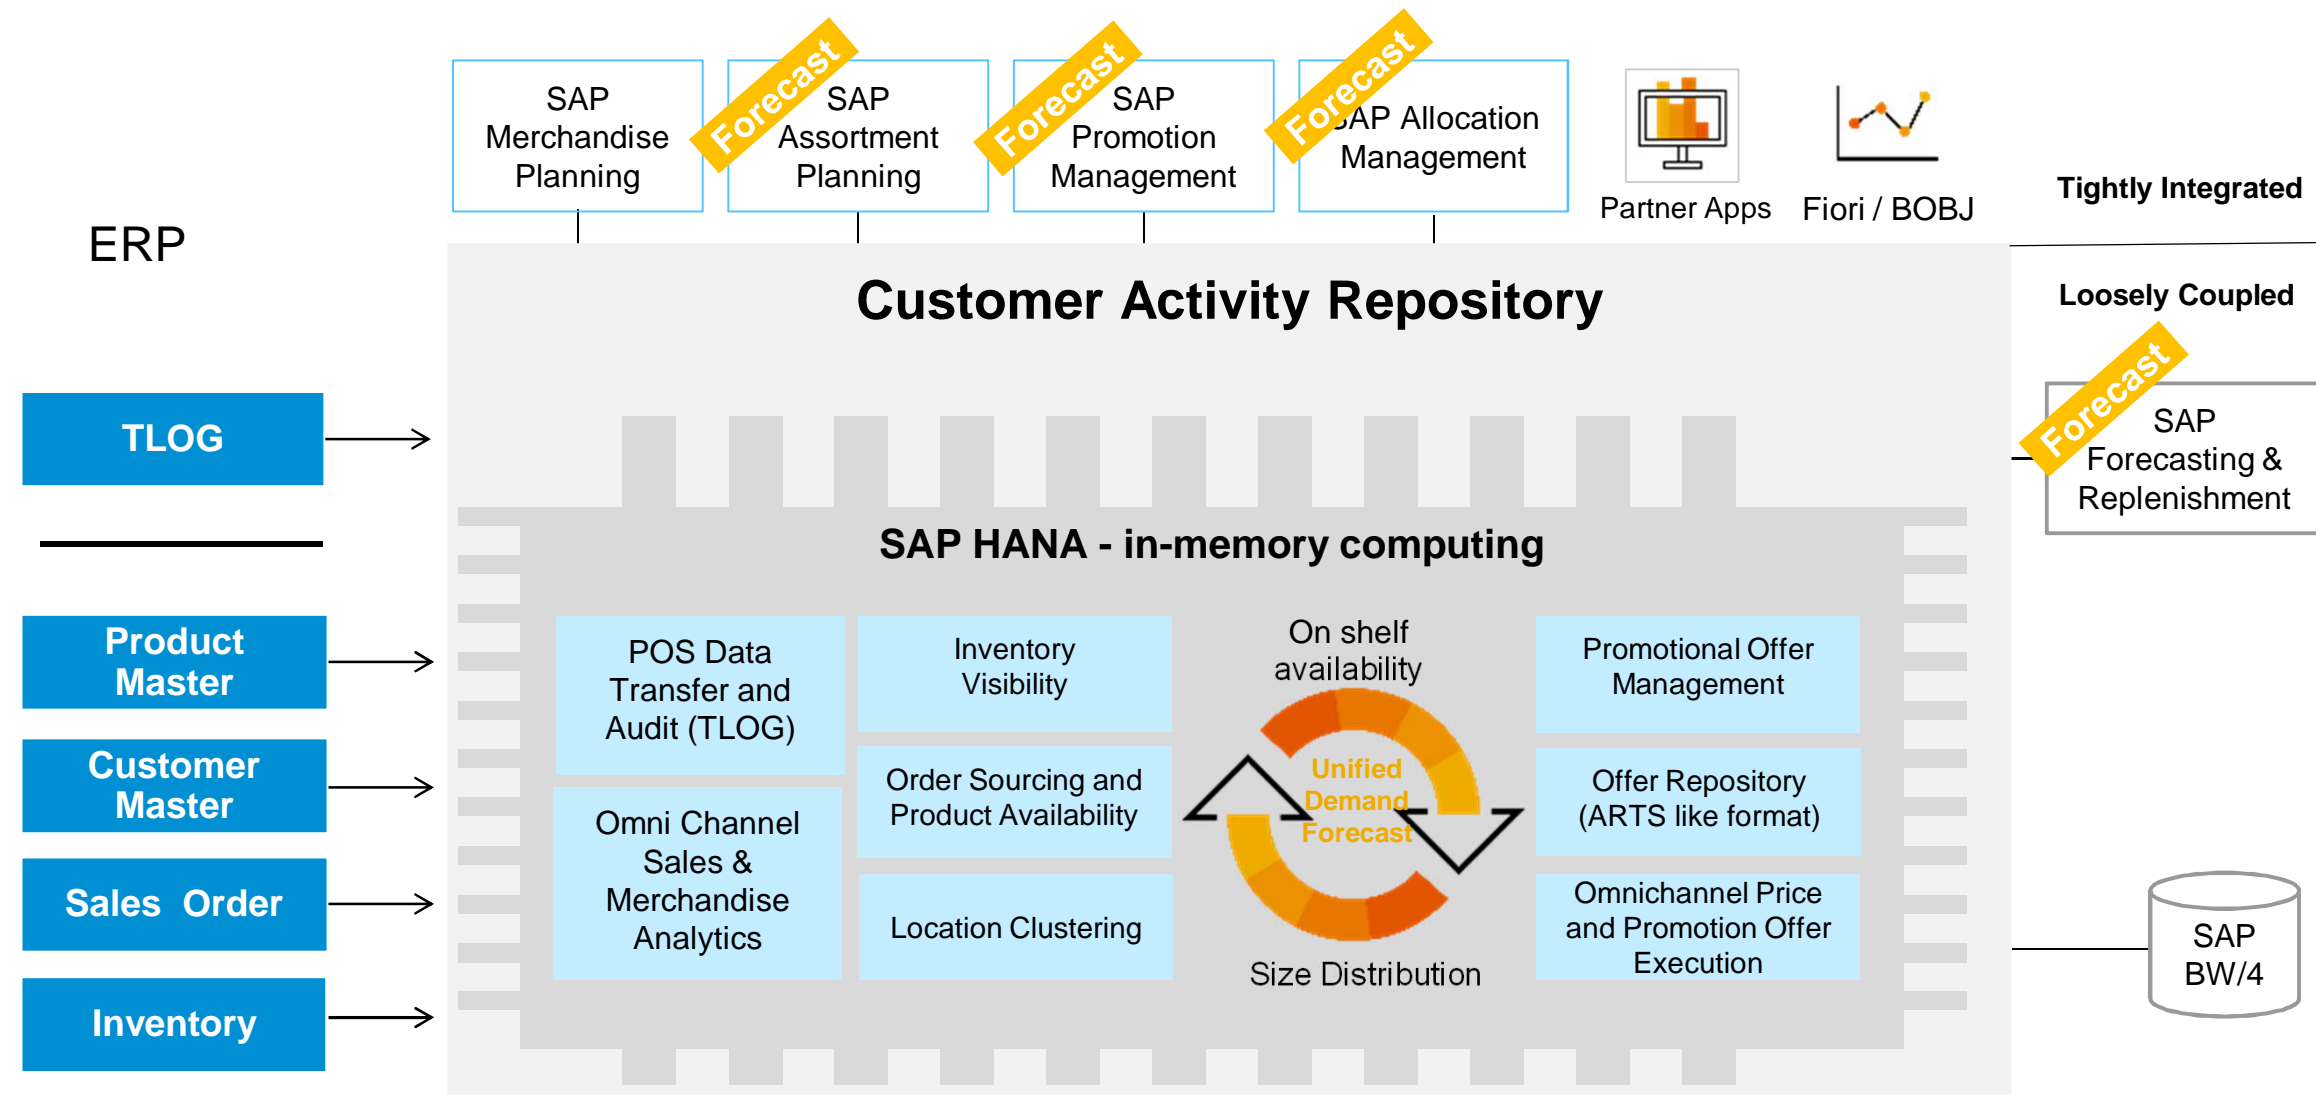 SAP
Merchandise
Planning
Forecast
SAP
Assortment
Planning
Forecast
SAP
Promotion
Management
Forecast
SAP Allocation
Management
Partner Apps
Fiori / BOBJ
Tightly Integrated
ERP
Customer Activity Repository
Loosely Coupled
TLOG
Forecast
SAP
Forecasting &
Replenishment
SAP HANA - in-memory computing
Product
Master
Customer
Master
Sales Order
Inventory
POS Data
Transfer and
Audit (TLOG)
Omni Channel
Sales &
Merchandise
Analytics
Inventory
Visibility
Order Sourcing and
Product Availability
Location Clustering
On shelf
availability
Unified
Demand
Forecast
Size Distribution
Promotional Offer
Management
Offer Repository
(ARTS like format)
Omnichannel Price
and Promotion Offer
Execution
SAP
BW/4